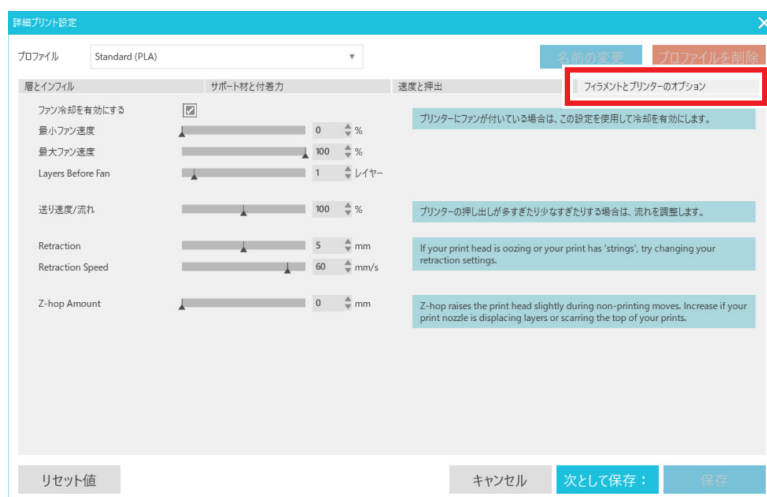 詳細プリント設定
プロファイル Standard (PLA) 名前の変更 プロファイルを削除
層とインフィル サポート材と付着力 速度と押出 フィラメントとプリンターのオプション
ファン冷却を有効にする プリンターにファンが付いている場合は、この設定を使用して冷却を有効にします。
最小ファン速度 0 %
最大ファン速度 100 %
Layers Before Fan 1 レイヤー
送り速度/流れ 100 % プリンターの押し出しが多すぎたり少なすぎたりする場合は、流れを調整します。
Retraction 5 mm If your print head is oozing or your print has 'strings', try changing your
retraction settings.
Retraction Speed 60 mm/s
Z-hop Amount 0 mm Z-hop raises the print head slightly during non-printing moves. Increase if your
print nozzle is displacing layers or scarring the top of your prints.
リセット値 キャンセル 次として保存： 保存